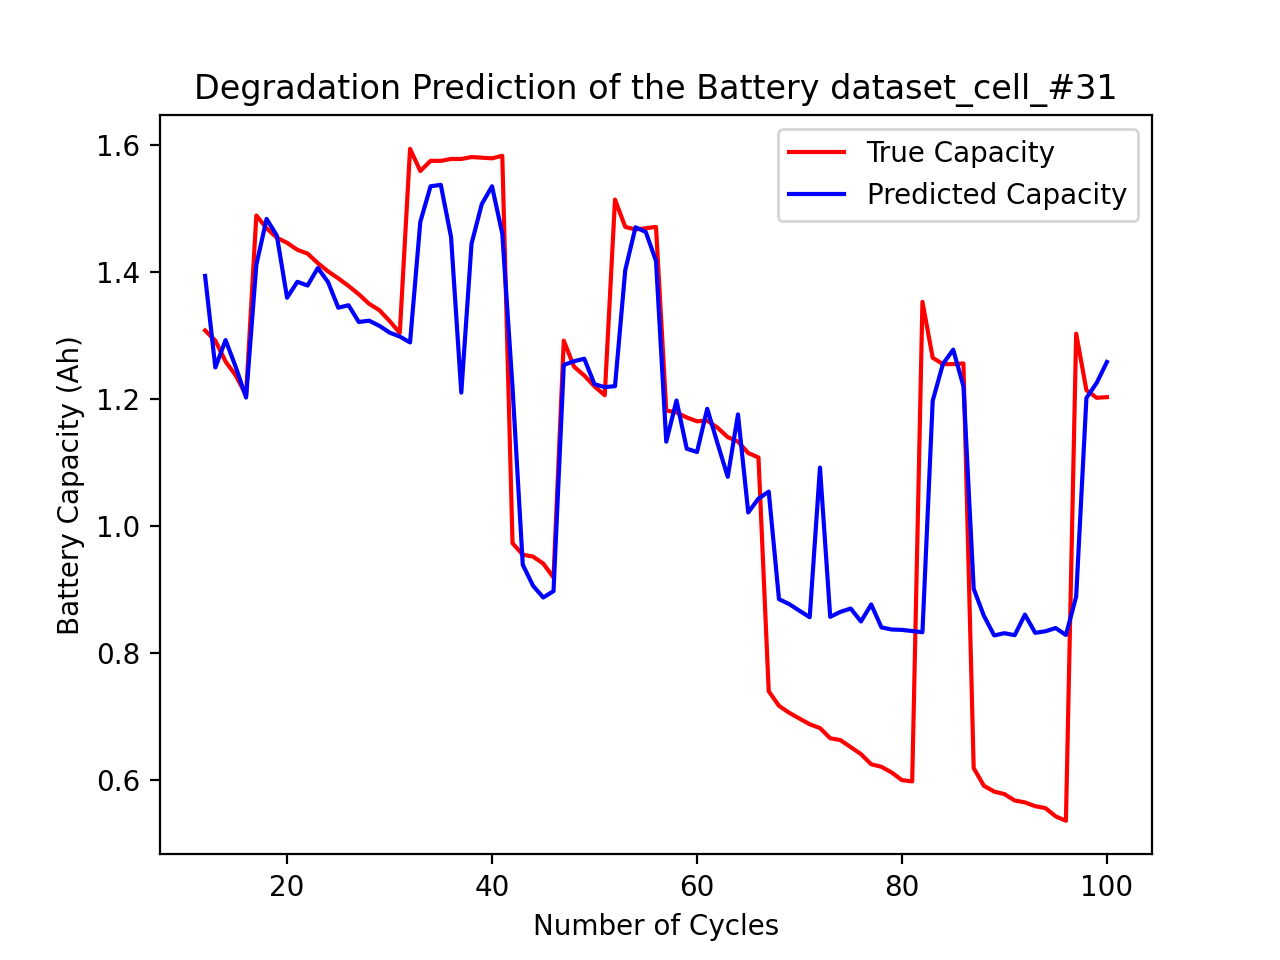 Degradation Prediction of the Battery dataset_cell_#31
True Capacity
Predicted Capacity
Battery Capacity (Ah)
1.6
1.4
1.2
1.0
0.8
0.6
20 40 60 80 100
Number of Cycles